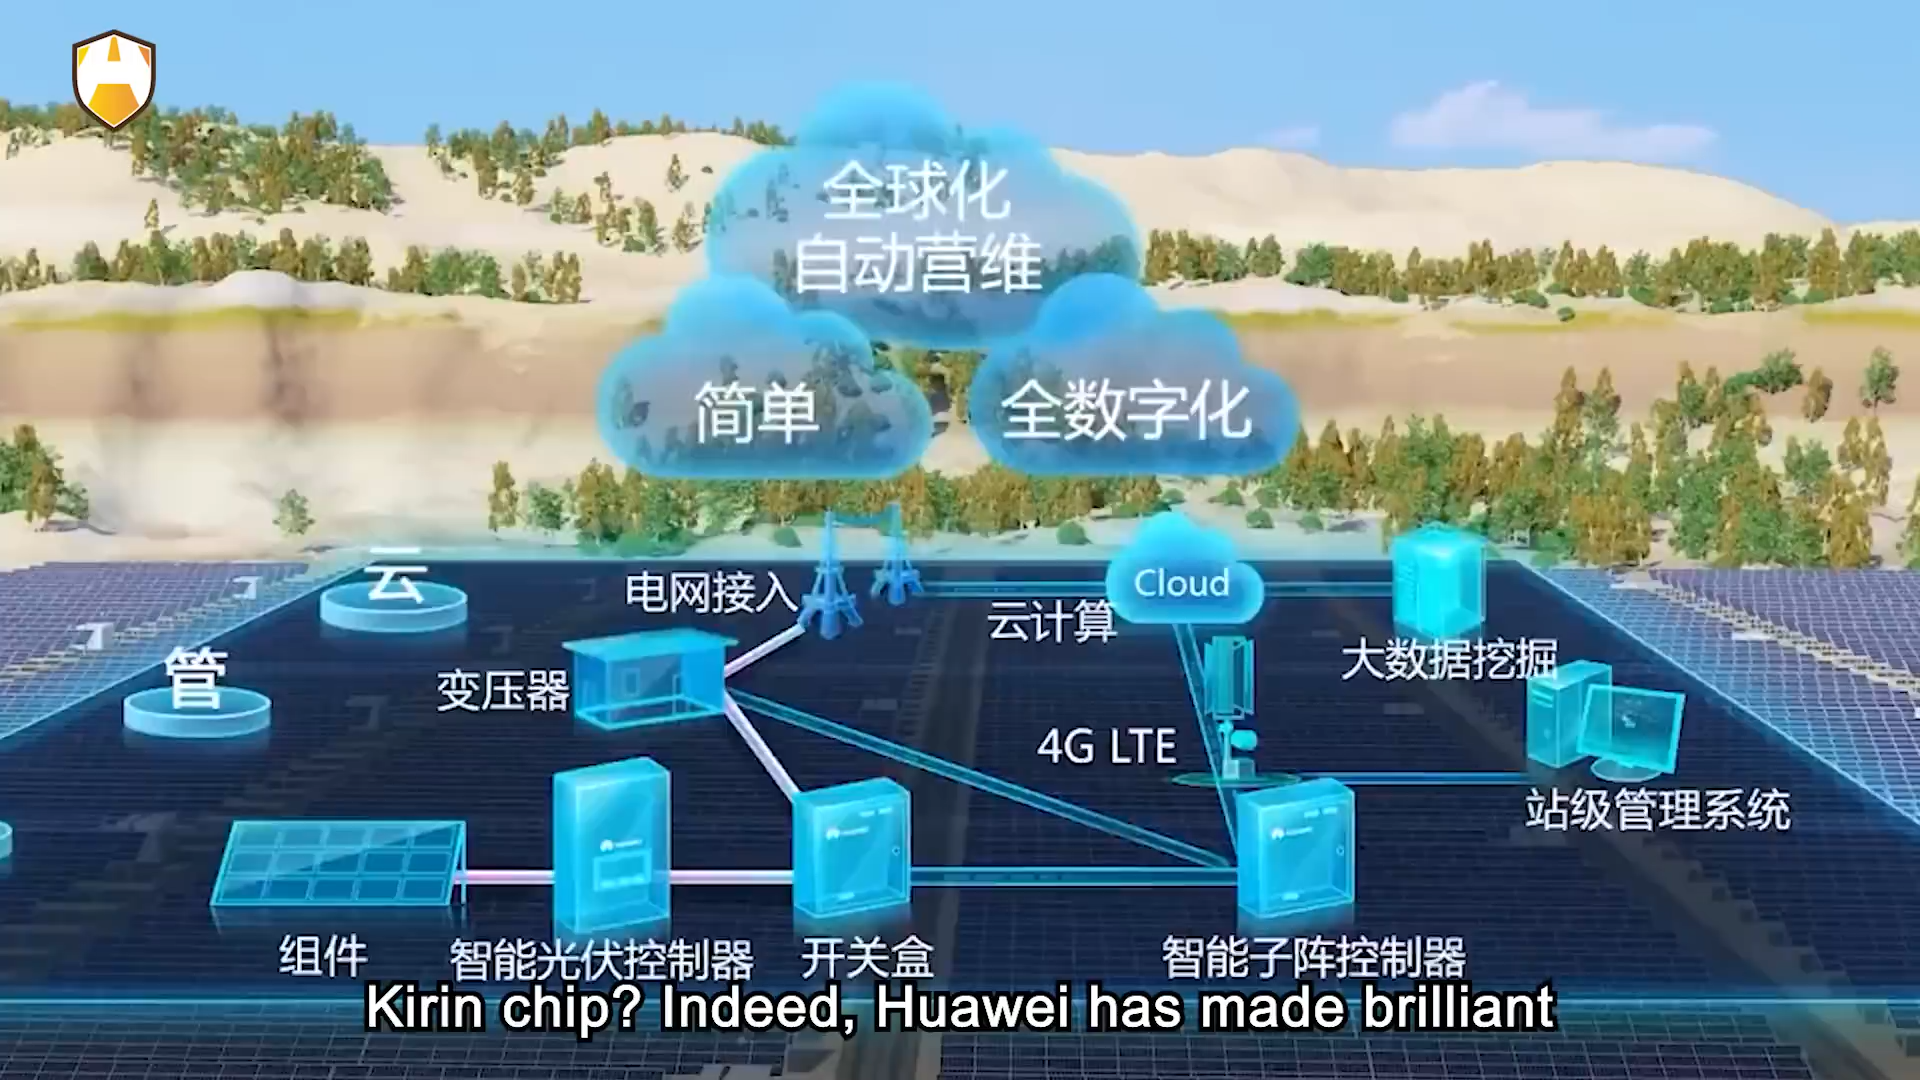 全球化
自动营维
简单
全数字化
云
电网接入
Cloud
云计算
管
变压器
大数据挖掘
4G LTE
站级管理系统
组件
智能光伏控制器
开关盒
智能子阵控制器
Kirin chip? Indeed, Huawei has made brilliant